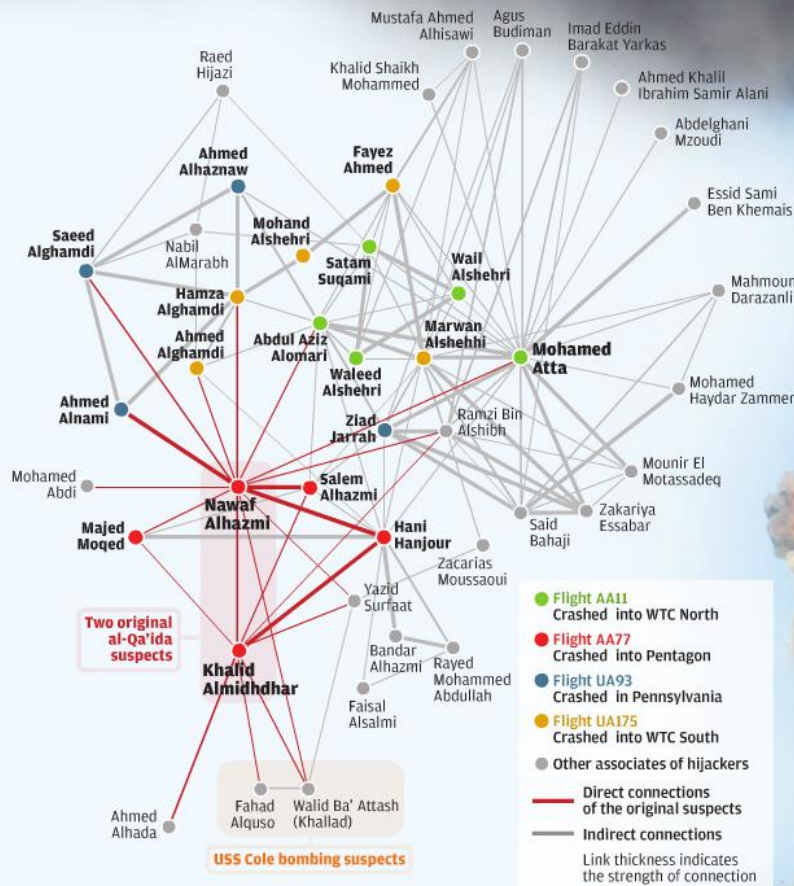 Mustafa Ahmed
Alhisawi
Agus
Budiman
Imad Eddin
Barakat Yarkas
Raed
Hijazi
Khalid Shaikh
Mohammed
Ahmed Khalil
Ibrahim Samir Alani
Abdelghani
Mzoudi
Ahmed
Alhaznaw
Fayez
Ahmed
Essid Sami
Ben Khemais
Saeed
Alghamdi
Nabil
AlMarabh
Mohand
Alshehri
Satam
Suqami
Wail
Alshehri
Hamza
Alghamdi
Mahmoun
Darazanli
Ahmed
Alghamdi
Abdul Aziz
Alomari
Waleed
Alshehri
Marwan
Alshehhi
Mohamed
Atta
Mohamed
Haydar Zammer
Ahmed
Alnami
Ziad
Jarrah
Ramzi Bin
Alshibh
Mohamed
Abdi
Nawaf
Alhazmi
Salem
Alhazmi
Mounir El
Motassadeq
Majed
Moqed
Hani
Hanjour
Said
Bahaji
Zakariya
Essabar
Zacarias
Moussaoui
Yazid
Surfaat
Two original
al-Qa'ida
suspects
Khalid
Almidhdhar
Bandar
Alhazmi
Rayed
Mohammed
Abdullah
Faisal
Alsalmi
Ahmed
Alhada
Fahad
Alquso
Walid Ba’ Attash
(Khallad)
USS Cole bombing suspects
Flight AA11
Crashed into WTC North
Flight AA77
Crashed into Pentagon
Flight UA93
Crashed in Pennsylvania
Flight UA175
Crashed into WTC South
Other associates of hijackers
Direct connections
of the original suspects
Indirect connections
Link thickness indicates
the strength of connection